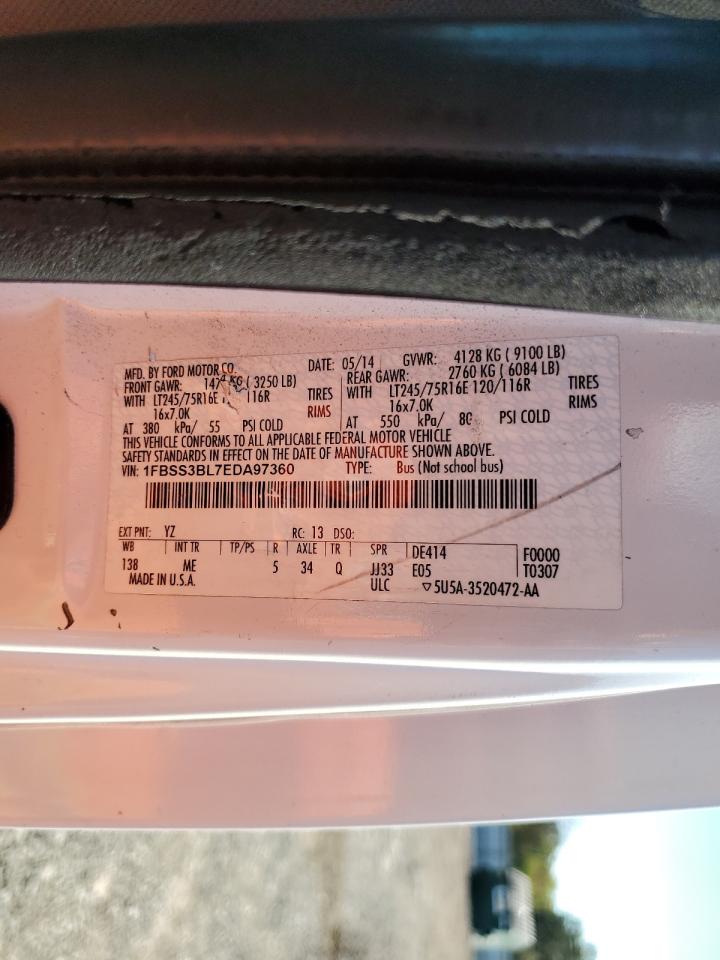 MFD. BY FORD MOTOR CO. DATE: 05/14 GVWR: 4128 KG ( 9100 LB)
FRONT GAWR: KG ( 3250 LB) REAR GAWR: 2760 KG ( 6084 LB)
WITH LT245/75R16E 116R TIRES WITH LT245/75R16E 120/116R TIRES
16x7.0K RIMS 16x7.0K RIMS
AT 380 kPa/ 55 PSI COLD AT 550 kPa/ 80 PSI COLD
THIS VEHICLE CONFORMS TO ALL APPLICABLE FEDERAL MOTOR VEHICLE
SAFETY STANDARDS IN EFFECT ON THE DATE OF MANUFACTURE SHOWN ABOVE.
VIN: 1FBSS3BL7EDA97360 TYPE: Bus (Not school bus)
EXT PNT: YZ RC: 13 DSO:
WB INT TR TP/PS R AXLE TR SPR DE414 F0000
138 ME 5 34 Q JJ33 E05 T0307
MADE IN U.S.A. ULC ▽5U5A-3520472-AA